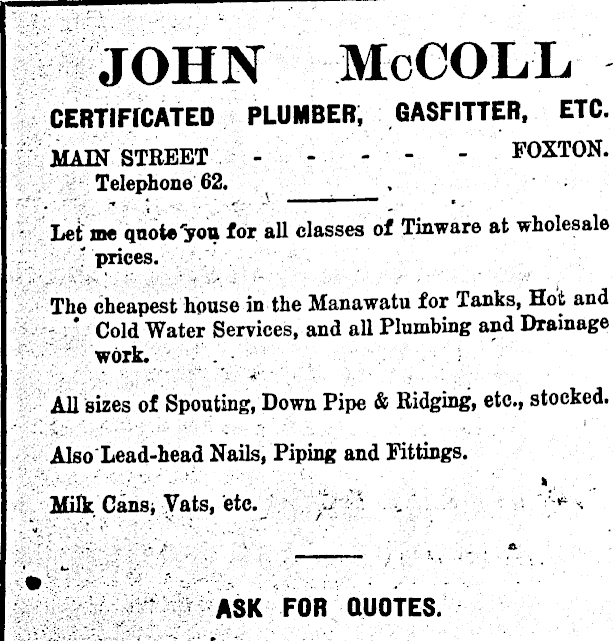 JOHN McCOLL
CERTIFICATED PLUMBER, GASFITTER, ETC.
MAIN STREET - - - - - FOXTON.
Telephone 62.
Let me quote you for all classes of Tinware at wholesale
prices.
The cheapest house in the Manawatu for Tanks, Hot and
Cold Water Services, and all Plumbing and Drainage
work.
All sizes of Spouting, Down Pipe & Ridging, etc., stocked.
Also Lead-head Nails, Piping and Fittings.
Milk Cans, Vats, etc.
ASK FOR QUOTES.